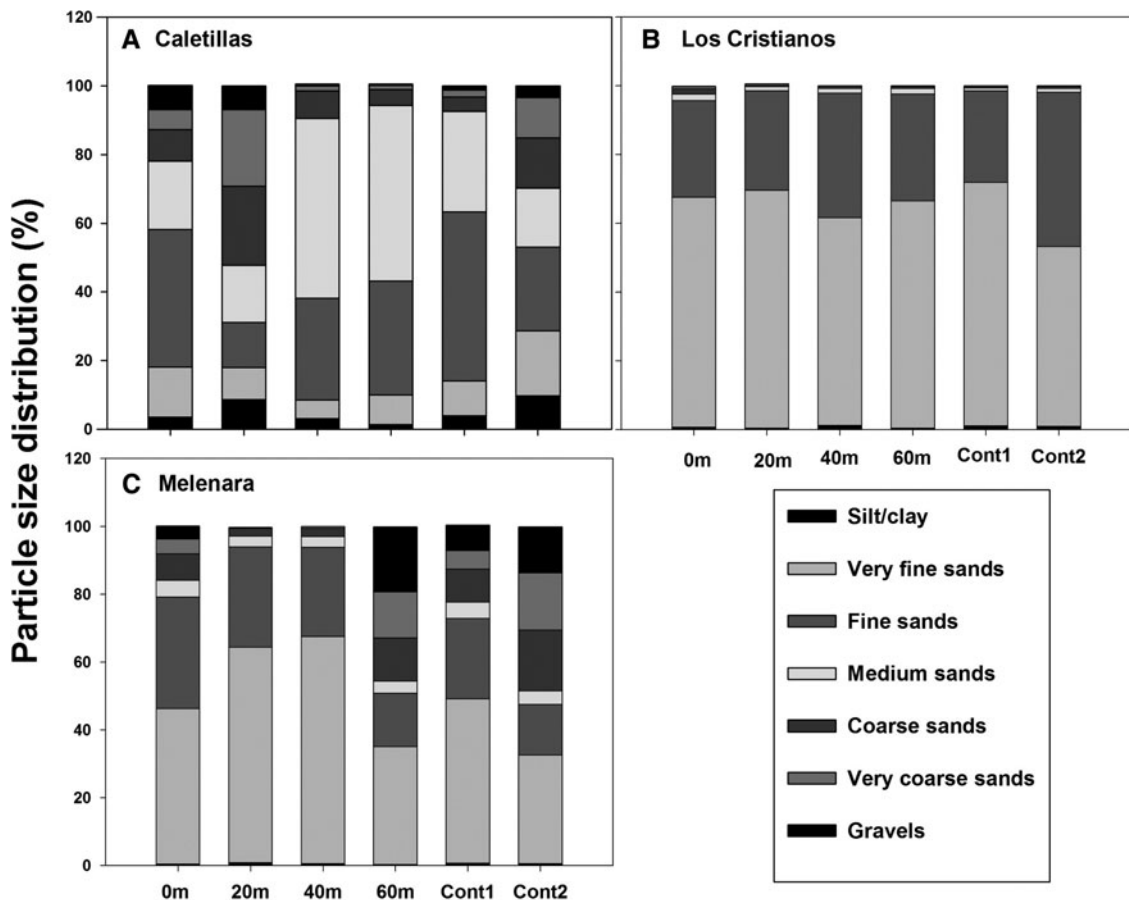 Particle size distribution (%)
A Caletillas
120
100
80
60
40
20
0
B Los Cristianos
0m 20m 40m 60m Cont1 Cont2
C Melenara
120
100
80
60
40
20
0
0m 20m 40m 60m Cont1 Cont2
Silt/clay
Very fine sands
Fine sands
Medium sands
Coarse sands
Very coarse sands
Gravels